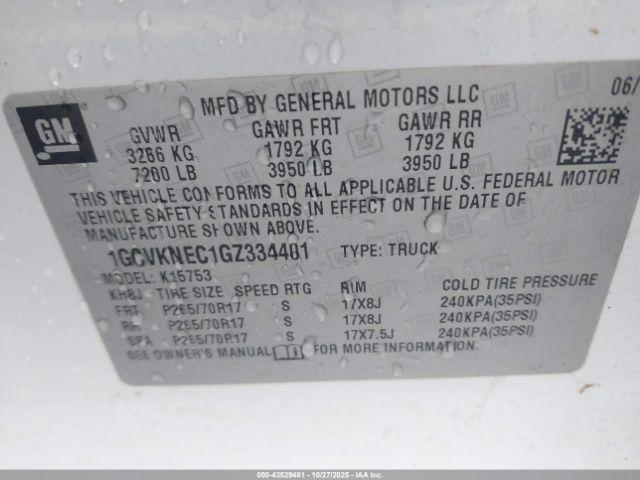 MFD BY GENERAL MOTORS LLC
06/
GM
GVWR GAWR FRT GAWR RR
3266 KG 1792 KG 1792 KG
7200 LB 3950 LB 3950 LB
THIS VEHICLE CONFORMS TO ALL APPLICABLE U.S. FEDERAL MOTOR
VEHICLE SAFETY STANDARDS IN EFFECT ON THE DATE OF
MANUFACTURE SHOWN ABOVE.
1GCVKNEC1GZ334401 TYPE: TRUCK
MODEL: K15753
KH8J TIRE SIZE SPEED RTG RIM COLD TIRE PRESSURE
FRT P265/70R17 S 17X8J 240KPA(35PSI)
RR P265/70R17 S 17X8J 240KPA(35PSI)
SPA P265/70R17 S 17X7.5J 240KPA(35PSI)
SEE OWNER'S MANUAL FOR MORE INFORMATION.
000-43529481 | 10/27/2025 | IAAI.COM